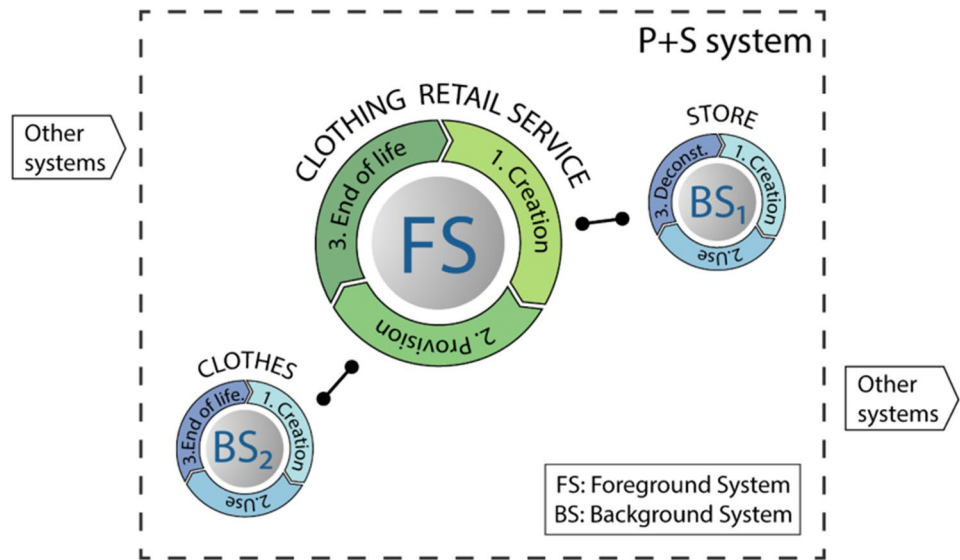 P+S system
Other
systems
CLOTHING RETAIL SERVICE
1. Creation
2. Provision
3. End of life
FS
STORE
1. Creation
2.Use
3. Deconst.
BS₁
CLOTHES
1. Creation
2.Use
3.End of life.
BS₂
Other
systems
FS: Foreground System
BS: Background System